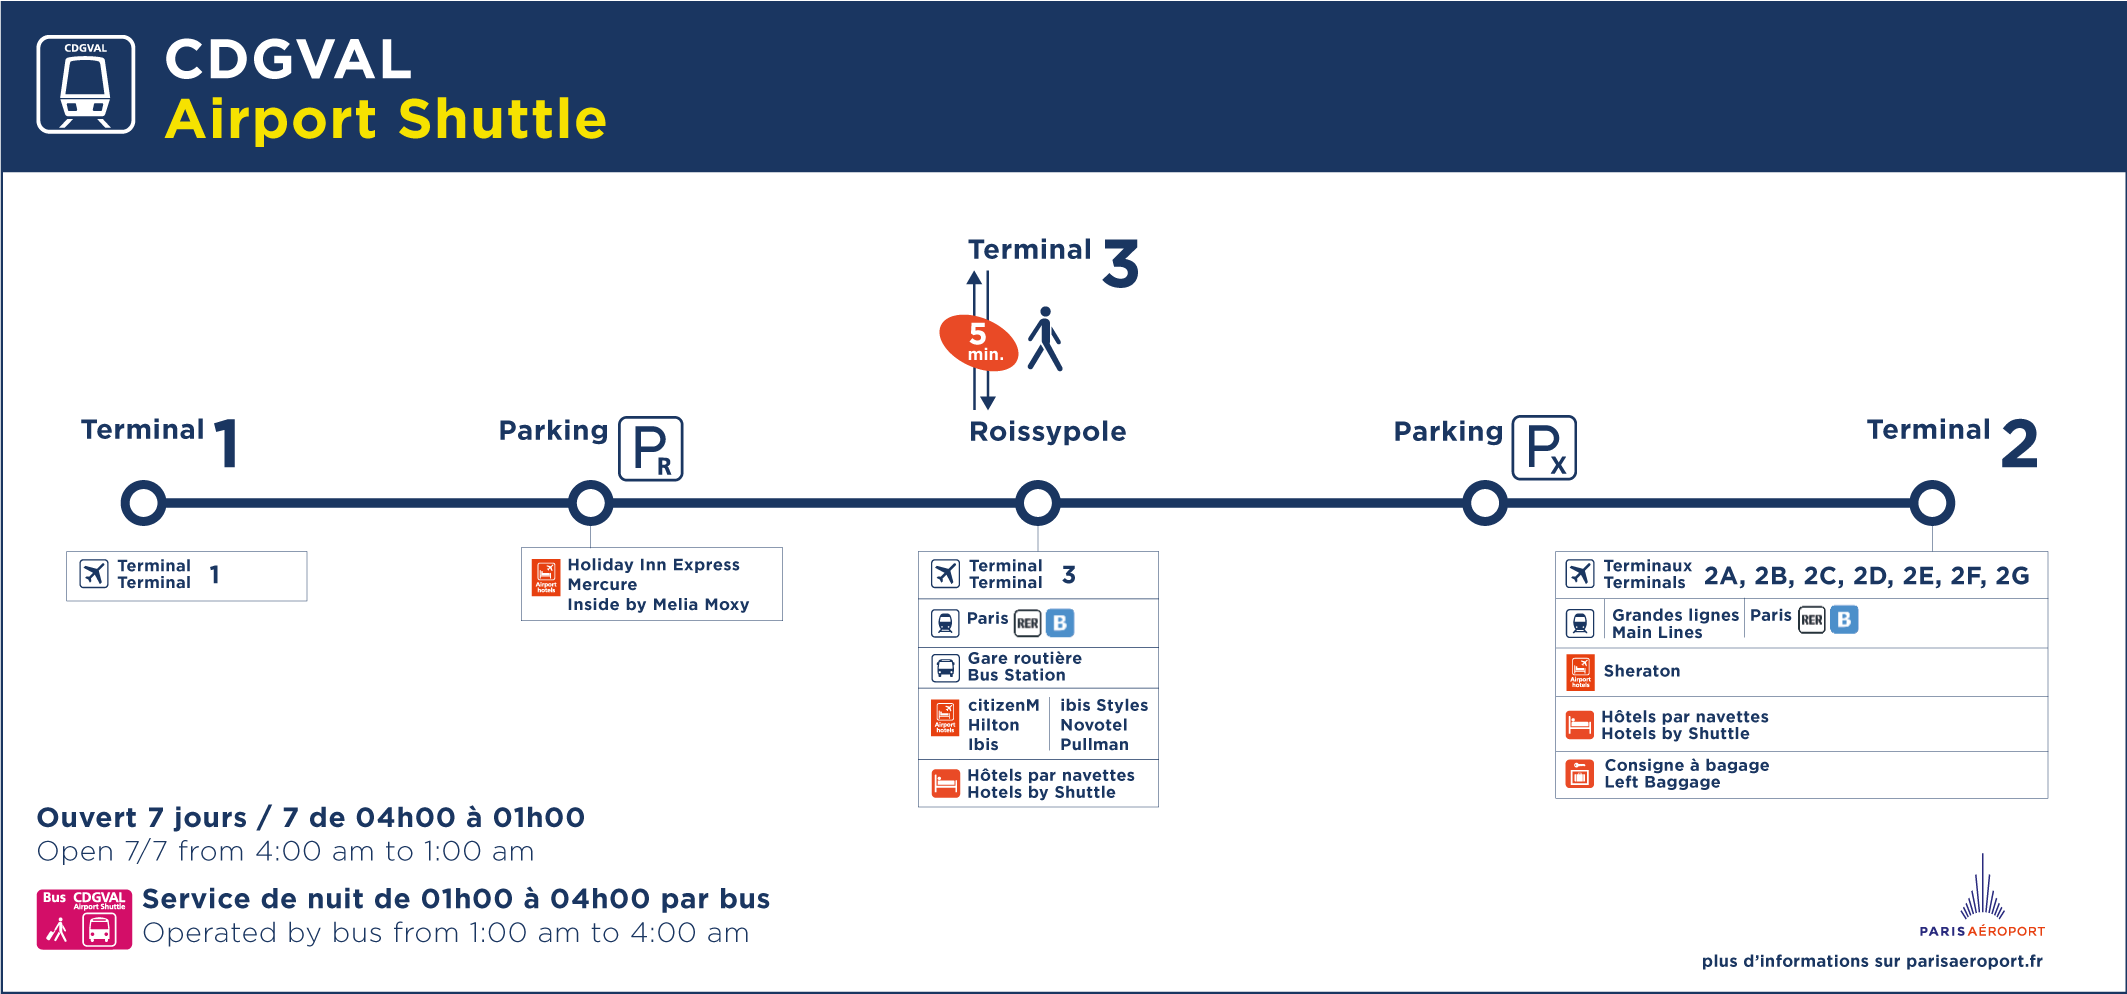 CDGVAL
CDGVAL
Airport Shuttle
Terminal 3
5
min.
Terminal 1
Parking PR
Roissypole
Parking PX
Terminal 2
Terminal
Terminal 1
Airport
hotels
Holiday Inn Express
Mercure
Inside by Melia Moxy
Terminal
Terminal 3
Paris RER B
Gare routière
Bus Station
Airport
hotels
citizenM
Hilton
Ibis
ibis Styles
Novotel
Pullman
Hôtels par navettes
Hotels by Shuttle
Terminaux
Terminals 2A, 2B, 2C, 2D, 2E, 2F, 2G
Grandes lignes
Main Lines
Paris RER B
Airport
hotels
Sheraton
Hôtels par navettes
Hotels by Shuttle
Consigne à bagage
Left Baggage
Ouvert 7 jours / 7 de 04h00 à 01h00
Open 7/7 from 4:00 am to 1:00 am
Bus CDGVAL
Airport Shuttle
Service de nuit de 01h00 à 04h00 par bus
Operated by bus from 1:00 am to 4:00 am
PARIS AÉROPORT
plus d'informations sur parisaeroport.fr